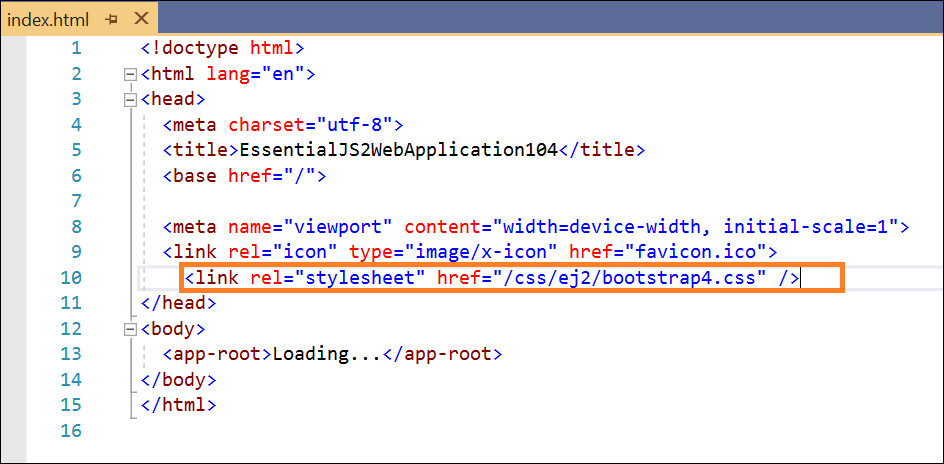 index.html
1 <!doctype html>
2 <html lang="en">
3 <head>
4 <meta charset="utf-8">
5 <title>EssentialJS2WebApplication104</title>
6 <base href="/">
7
8 <meta name="viewport" content="width=device-width, initial-scale=1">
9 <link rel="icon" type="image/x-icon" href="favicon.ico">
10 <link rel="stylesheet" href="/css/ej2/bootstrap4.css" />
11 </head>
12 <body>
13 <app-root>Loading...</app-root>
14 </body>
15 </html>
16